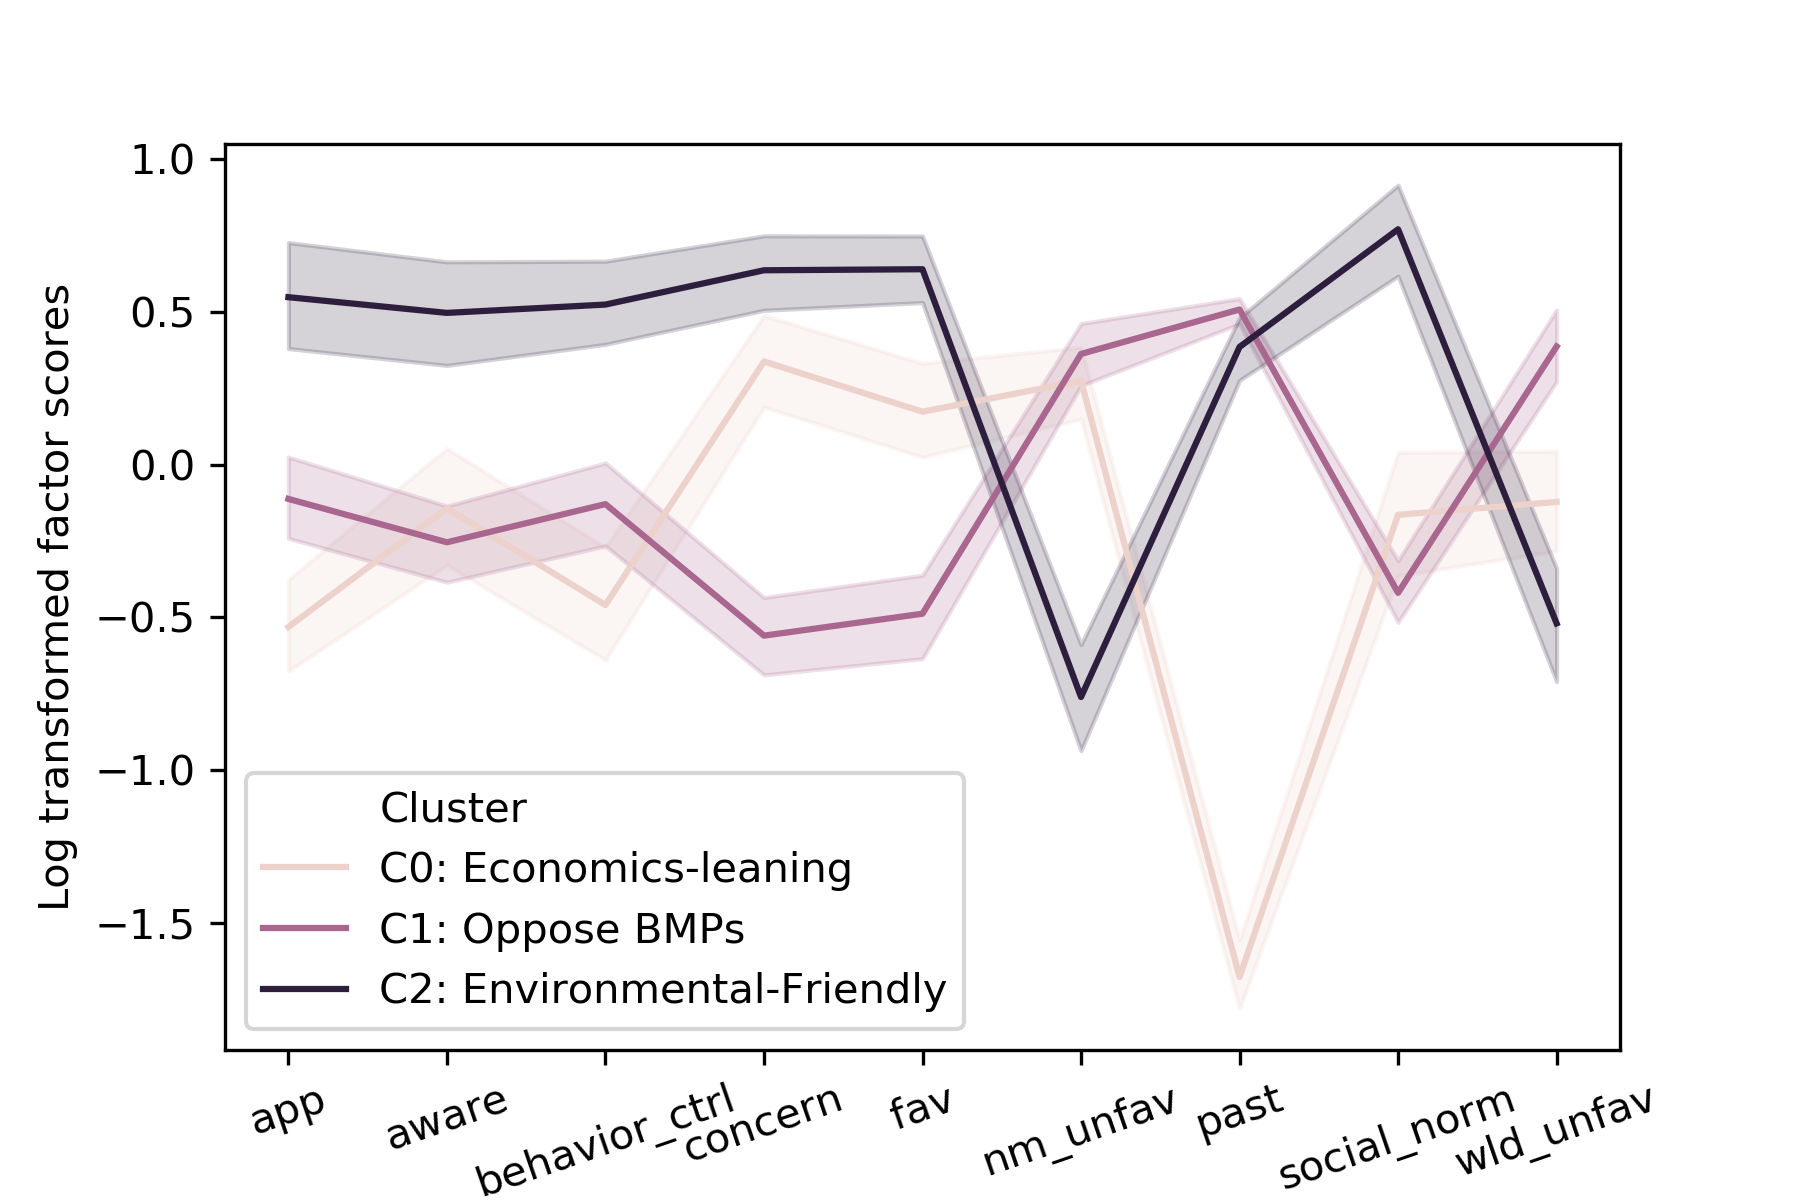 1.0
0.5
0.0
−0.5
−1.0
−1.5
Log transformed factor scores
Cluster
C0: Economics-leaning
C1: Oppose BMPs
C2: Environmental-Friendly
app
aware
behavior_ctrl
concern
fav
nm_unfav
past
social_norm
wld_unfav